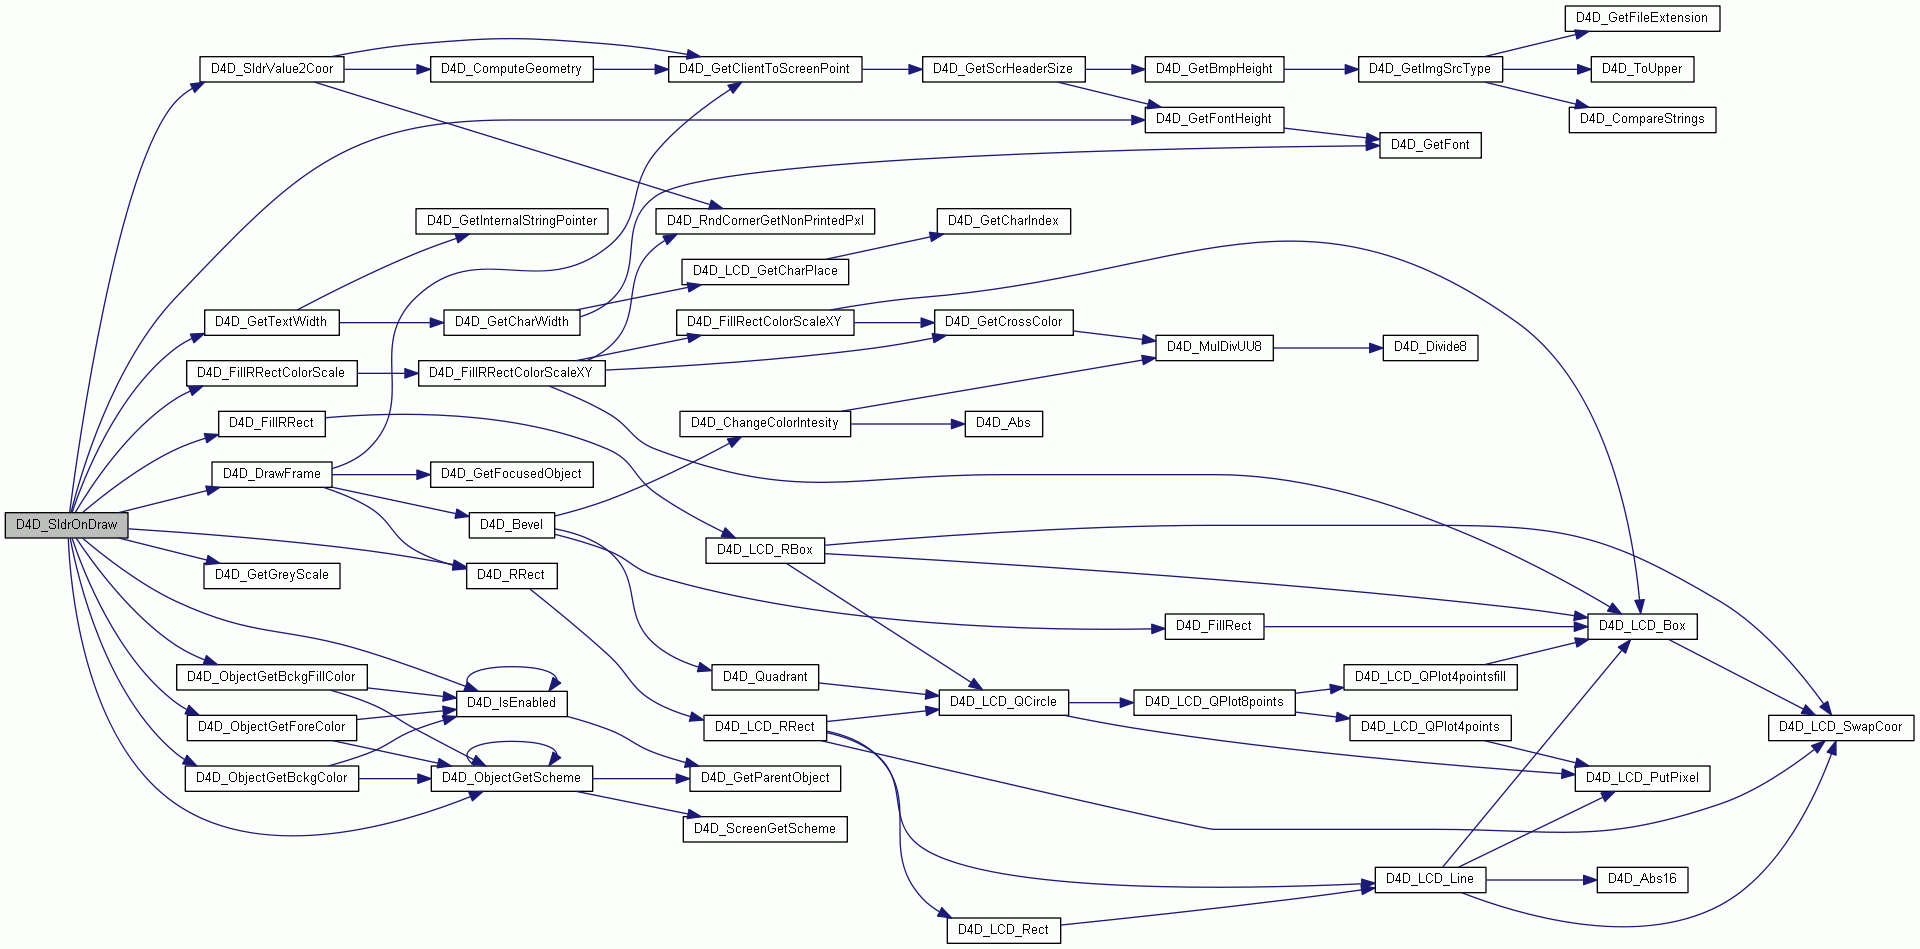 D4D_GetFileExtension
D4D_SldrValue2Coor
D4D_ComputeGeometry
D4D_GetClientToScreenPoint
D4D_GetScrHeaderSize
D4D_GetBmpHeight
D4D_GetImgSrcType
D4D_ToUpper
D4D_GetFontHeight
D4D_CompareStrings
D4D_GetFont
D4D_GetInternalStringPointer
D4D_RndCornerGetNonPrintedPxl
D4D_GetCharIndex
D4D_LCD_GetCharPlace
D4D_GetTextWidth
D4D_GetCharWidth
D4D_FillRectColorScaleXY
D4D_GetCrossColor
D4D_MulDivUU8
D4D_Divide8
D4D_FillRRectColorScale
D4D_FillRRectColorScaleXY
D4D_FillRRect
D4D_ChangeColorIntesity
D4D_Abs
D4D_DrawFrame
D4D_GetFocusedObject
D4D_SldrOnDraw
D4D_Bevel
D4D_LCD_RBox
D4D_GetGreyScale
D4D_RRect
D4D_FillRect
D4D_LCD_Box
D4D_ObjectGetBckgFillColor
D4D_Quadrant
D4D_LCD_QPlot4pointsfill
D4D_IsEnabled
D4D_LCD_QCircle
D4D_LCD_QPlot8points
D4D_ObjectGetForeColor
D4D_LCD_RRect
D4D_LCD_QPlot4points
D4D_LCD_SwapCoor
D4D_ObjectGetBckgColor
D4D_ObjectGetScheme
D4D_GetParentObject
D4D_LCD_PutPixel
D4D_ScreenGetScheme
D4D_LCD_Line
D4D_Abs16
D4D_LCD_Rect